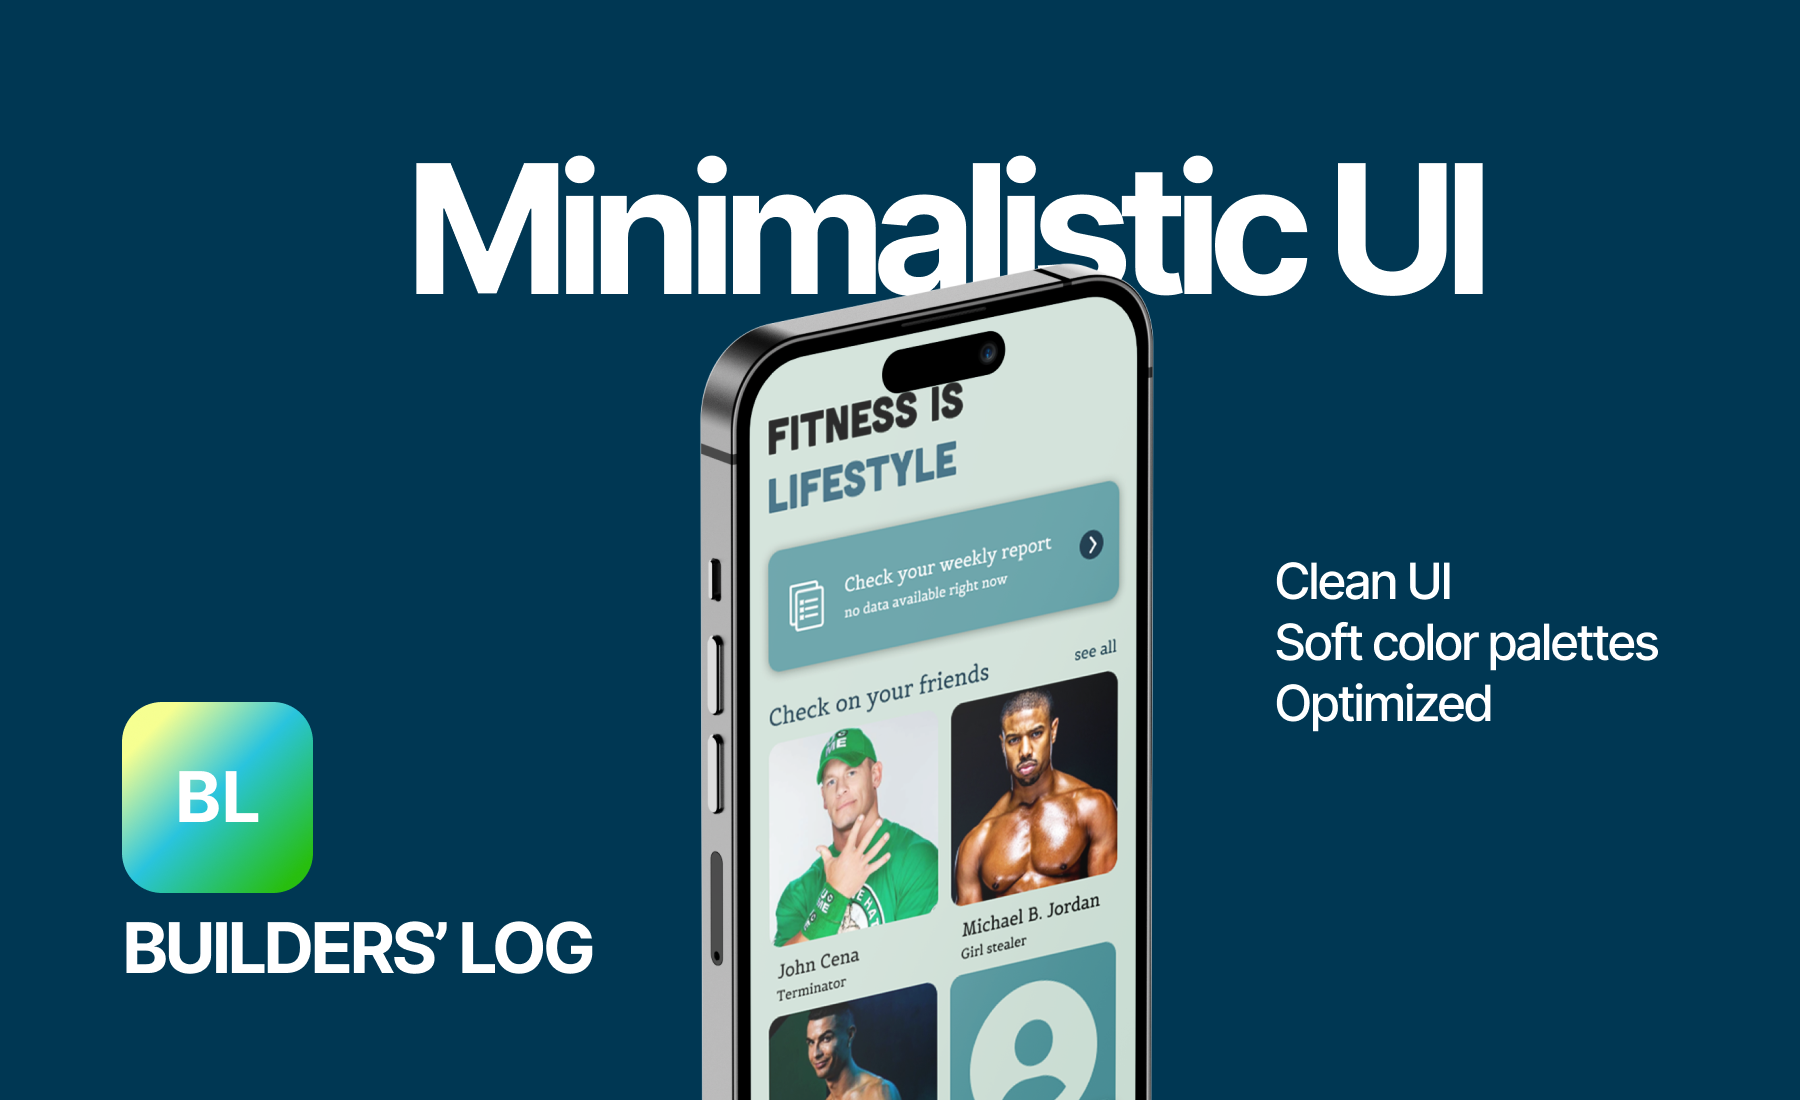 Minimalistic UI
FITNESS IS
LIFESTYLE
Check your weekly report
no data available right now
Check on your friends
see all
ME
John Cena
Terminator
Michael B. Jordan
Girl stealer
Clean UI
Soft color palettes
Optimized
BL
BUILDERS’ LOG